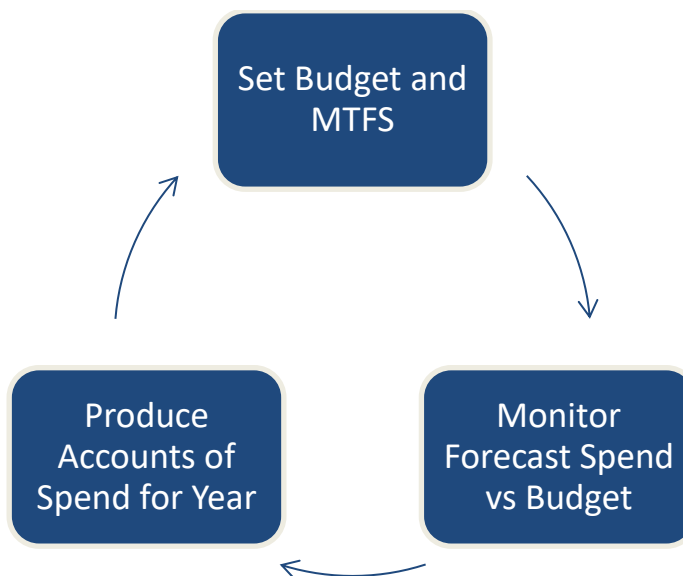 Set Budget and
MTFS
Monitor
Forecast Spend
vs Budget
Produce
Accounts of
Spend for Year